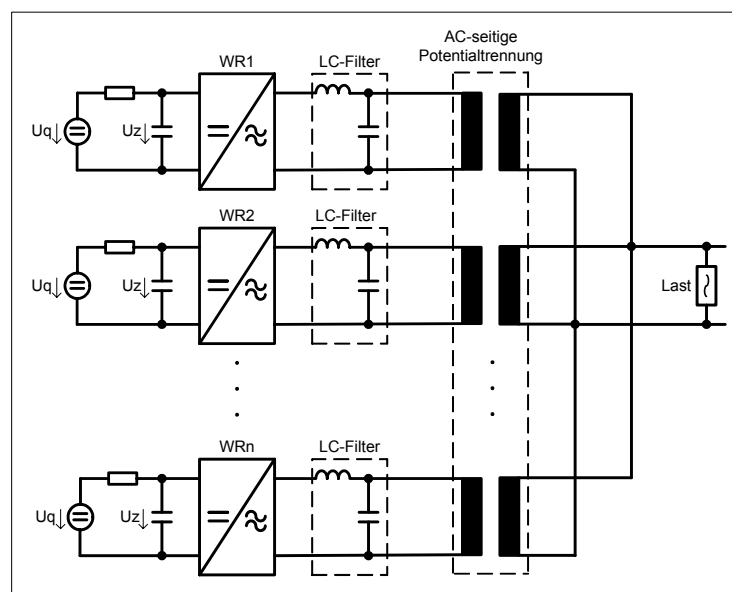 AC-seitige
Potentialtrennung
WR1
LC-Filter
Uq
Uz
WR2
LC-Filter
Uq
Uz
Last
WRn
LC-Filter
Uq
Uz